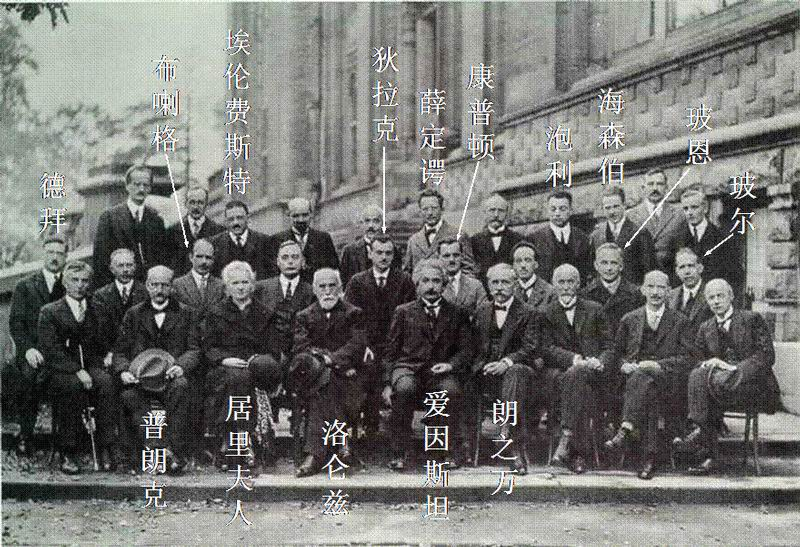 德拜
布喇格
埃伦费斯特
狄拉克
薛定谔
康普顿
泡利
海森伯
玻恩
玻尔
普朗克
居里夫人
洛仑兹
爱因斯坦
朗之万